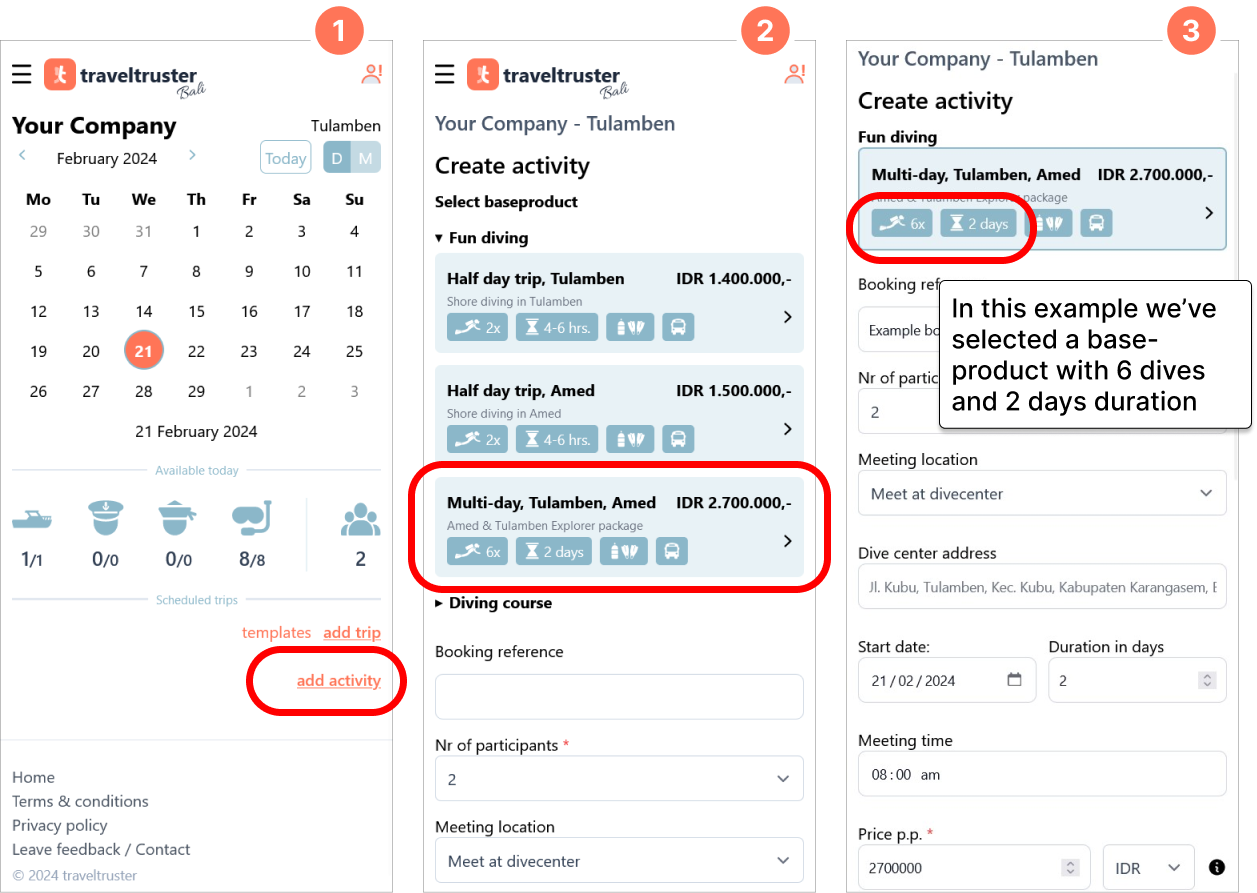 1
traveltruster
Bali
Your Company
Tulamben
February 2024
Today D M
Mo Tu We Th Fr Sa Su
29 30 31 1 2 3 4
5 6 7 8 9 10 11
12 13 14 15 16 17 18
19 20 21 22 23 24 25
26 27 28 29 1 2 3
21 February 2024
Available today
1/1 0/0 0/0 8/8 2
Scheduled trips
templates add trip
add activity
Home
Terms & conditions
Privacy policy
Leave feedback / Contact
© 2024 traveltruster
2
traveltruster
Bali
Your Company - Tulamben
Create activity
Select baseproduct
▾ Fun diving
Half day trip, Tulamben IDR 1.400.000,-
Shore diving in Tulamben
2x 4-6 hrs.
Half day trip, Amed IDR 1.500.000,-
Shore diving in Amed
2x 4-6 hrs.
Multi-day, Tulamben, Amed IDR 2.700.000,-
Amed & Tulamben Explorer package
6x 2 days
▸ Diving course
Booking reference
Nr of participants *
2
Meeting location
Meet at divecenter
3
Your Company - Tulamben
Create activity
Fun diving
Multi-day, Tulamben, Amed IDR 2.700.000,-
Amed & Tulamben Explorer package
6x 2 days
Booking ref
Example bo
In this example we’ve
selected a base-
product with 6 dives
and 2 days duration
Nr of partic
2
Meeting location
Meet at divecenter
Dive center address
Jl. Kubu, Tulamben, Kec. Kubu, Kabupaten Karangasem, E
Start date: Duration in days
21 / 02 / 2024 2
Meeting time
08 : 00 am
Price p.p. *
2700000 IDR